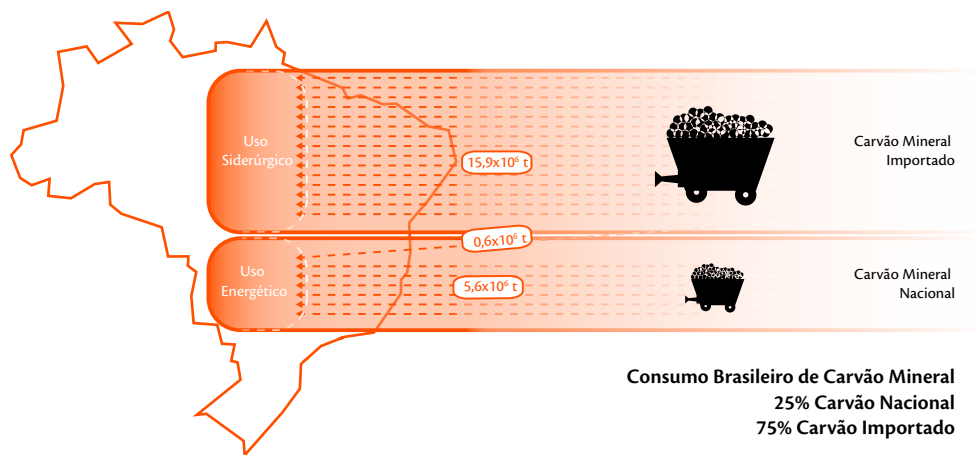 Uso
Siderúrgico
15,9x10⁶ t
Carvão Mineral
Importado
0,6x10⁶ t
Uso
Energético
5,6x10⁶ t
Carvão Mineral
Nacional
Consumo Brasileiro de Carvão Mineral
25% Carvão Nacional
75% Carvão Importado